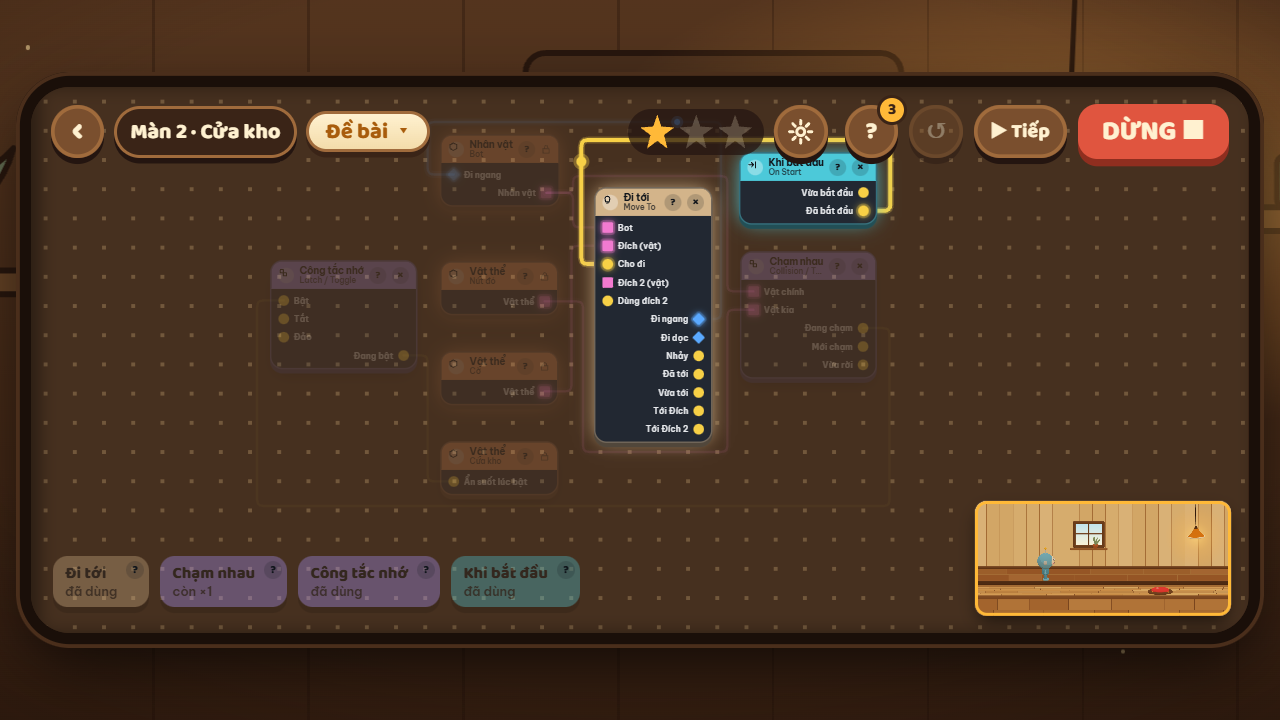 Màn 2 · Cửa kho
Đề bài
?
3
Tiếp
DỪNG
Nhân vật
Bot
?
Đi ngang
Nhân vật
Khi bắt đầu
On Start
?
Vừa bắt đầu
Đã bắt đầu
Đi tới
Move To
?
Bot
Đích (vật)
Cho đi
Đích 2 (vật)
Dùng đích 2
Đi ngang
Đi dọc
Nhảy
Đã tới
Vừa tới
Tới Đích
Tới Đích 2
Công tắc nhớ
Latch / Toggle
?
Bật
Tắt
Đảo
Đang bật
Vật thể
Nút đỏ
?
Vật thể
Vật thể
?
Vật thể
Vật thể
Cửa kho
?
Ẩn suốt lúc bật
Chạm nhau
Collision / T...
?
Vật chính
Vật kia
Đang chạm
Mới chạm
Vừa rời
Đi tới
?
đã dùng
Chạm nhau
?
còn ×1
Công tắc nhớ
?
đã dùng
Khi bắt đầu
?
đã dùng